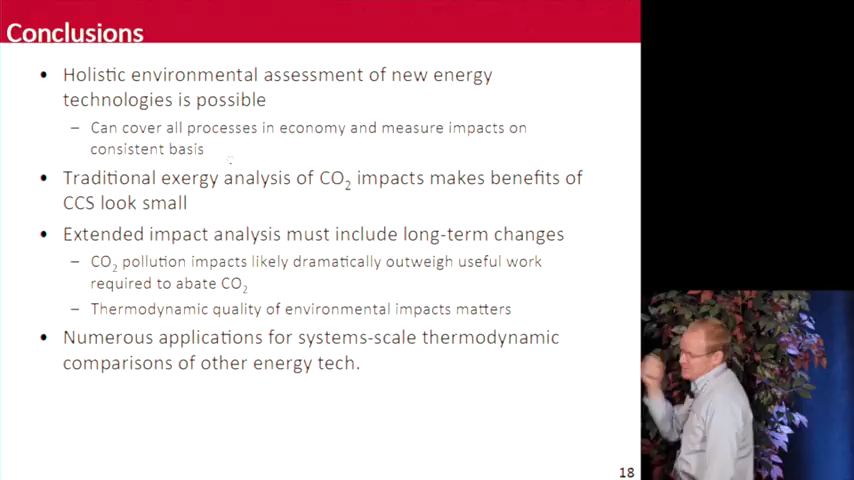 Conclusions
• Holistic environmental assessment of new energy
technologies is possible
– Can cover all processes in economy and measure impacts on
consistent basis
• Traditional exergy analysis of CO₂ impacts makes benefits of
CCS look small
• Extended impact analysis must include long-term changes
– CO₂ pollution impacts likely dramatically outweigh useful work
required to abate CO₂
– Thermodynamic quality of environmental impacts matters
• Numerous applications for systems-scale thermodynamic
comparisons of other energy tech.
18